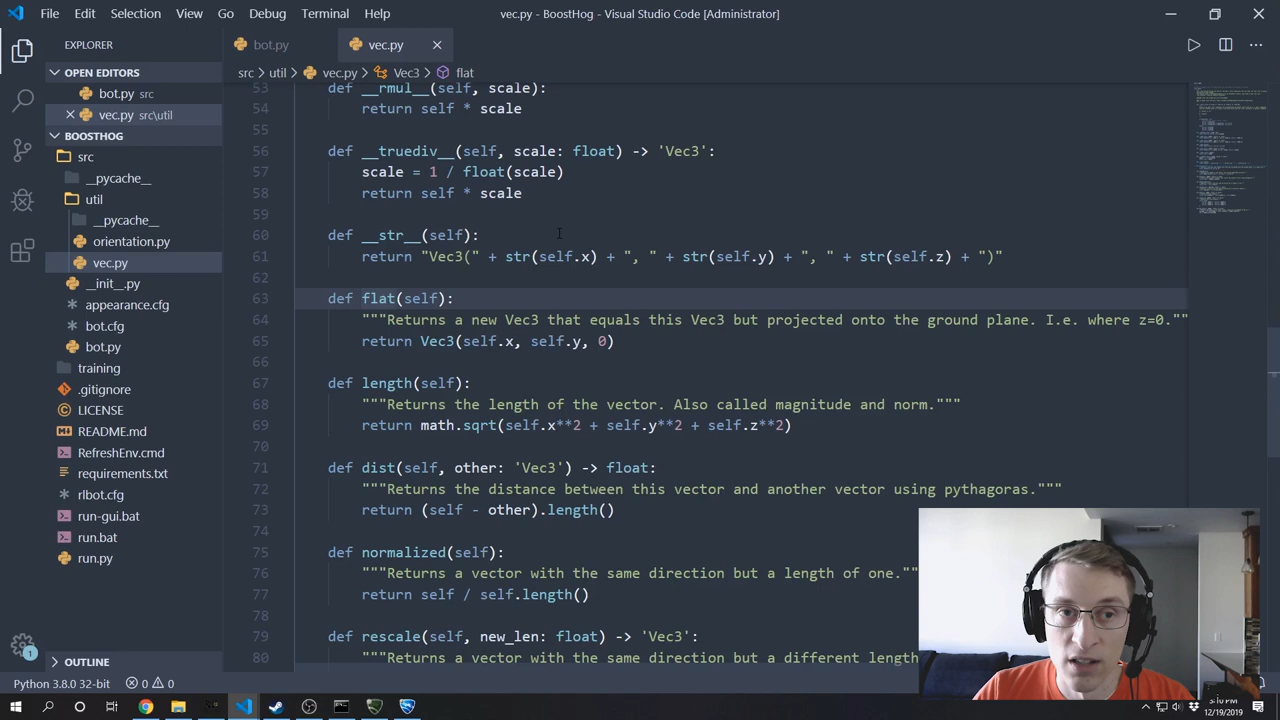 File Edit Selection View Go Debug Terminal Help
vec.py - BoostHog - Visual Studio Code [Administrator]
EXPLORER
bot.py
vec.py
OPEN EDITORS
src > util > vec.py > Vec3 > flat
bot.py src
vec.py src\util
BOOSTHOG
src
__pycache__
util
__pycache__
orientation.py
vec.py
__init__.py
appearance.cfg
bot.cfg
bot.py
training
.gitignore
LICENSE
README.md
RefreshEnv.cmd
requirements.txt
rlbot.cfg
run-gui.bat
run.bat
run.py
OUTLINE
53 def __rmul__(self, scale):
54 return self * scale
55
56 def __truediv__(self, scale: float) -> 'Vec3':
57 scale = 1 / float(scale)
58 return self * scale
59
60 def __str__(self):
61 return "Vec3(" + str(self.x) + ", " + str(self.y) + ", " + str(self.z) + ")"
62
63 def flat(self):
64 """Returns a new Vec3 that equals this Vec3 but projected onto the ground plane. I.e. where z=0."""
65 return Vec3(self.x, self.y, 0)
66
67 def length(self):
68 """Returns the length of the vector. Also called magnitude and norm."""
69 return math.sqrt(self.x**2 + self.y**2 + self.z**2)
70
71 def dist(self, other: 'Vec3') -> float:
72 """Returns the distance between this vector and another vector using pythagoras."""
73 return (self - other).length()
74
75 def normalized(self):
76 """Returns a vector with the same direction but a length of one."""
77 return self / self.length()
78
79 def rescale(self, new_len: float) -> 'Vec3':
80 """Returns a vector with the same direction but a different length
Python 3.8.0 32-bit 0 0
1
3:10 PM
12/19/2019